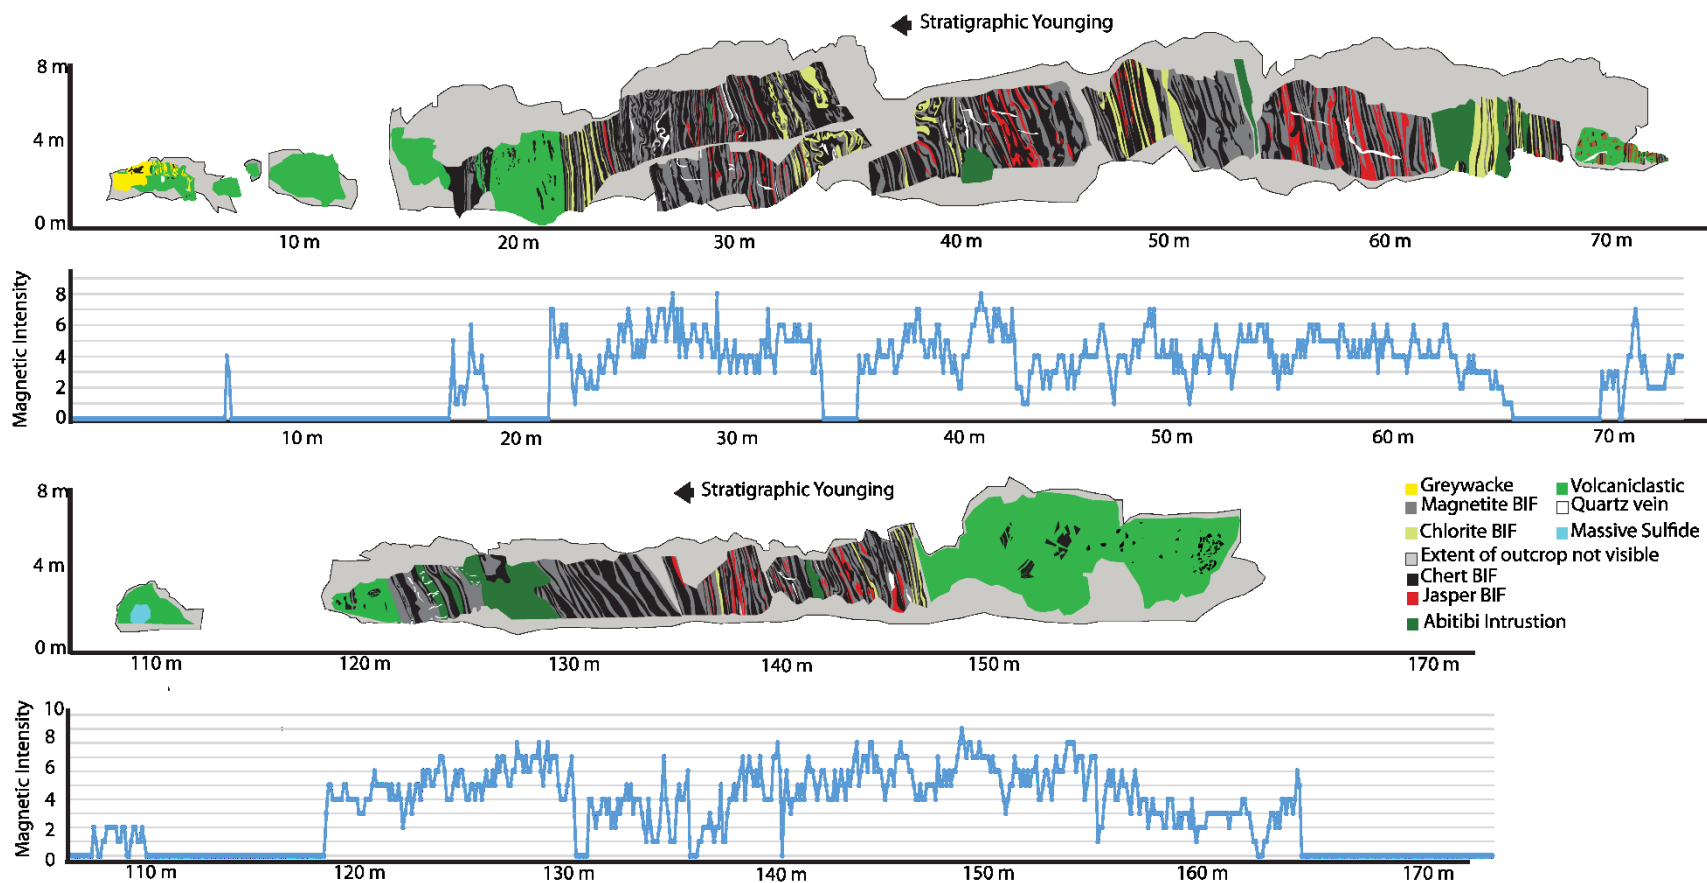 Stratigraphic Younging
8 m
4 m
0 m
10 m 20 m 30 m 40 m 50 m 60 m 70 m
Magnetic Intensity
8
6
4
2
0
10 m 20 m 30 m 40 m 50 m 60 m 70 m
Stratigraphic Younging
8 m
4 m
0 m
110 m 120 m 130 m 140 m 150 m 170 m
Greywacke
Magnetite BIF
Chlorite BIF
Extent of outcrop not visible
Chert BIF
Jasper BIF
Abitibi Intrustion
Volcaniclastic
Quartz vein
Massive Sulfide
Magnetic Intensity
10
8
6
4
2
0
110 m 120 m 130 m 140 m 150 m 160 m 170 m